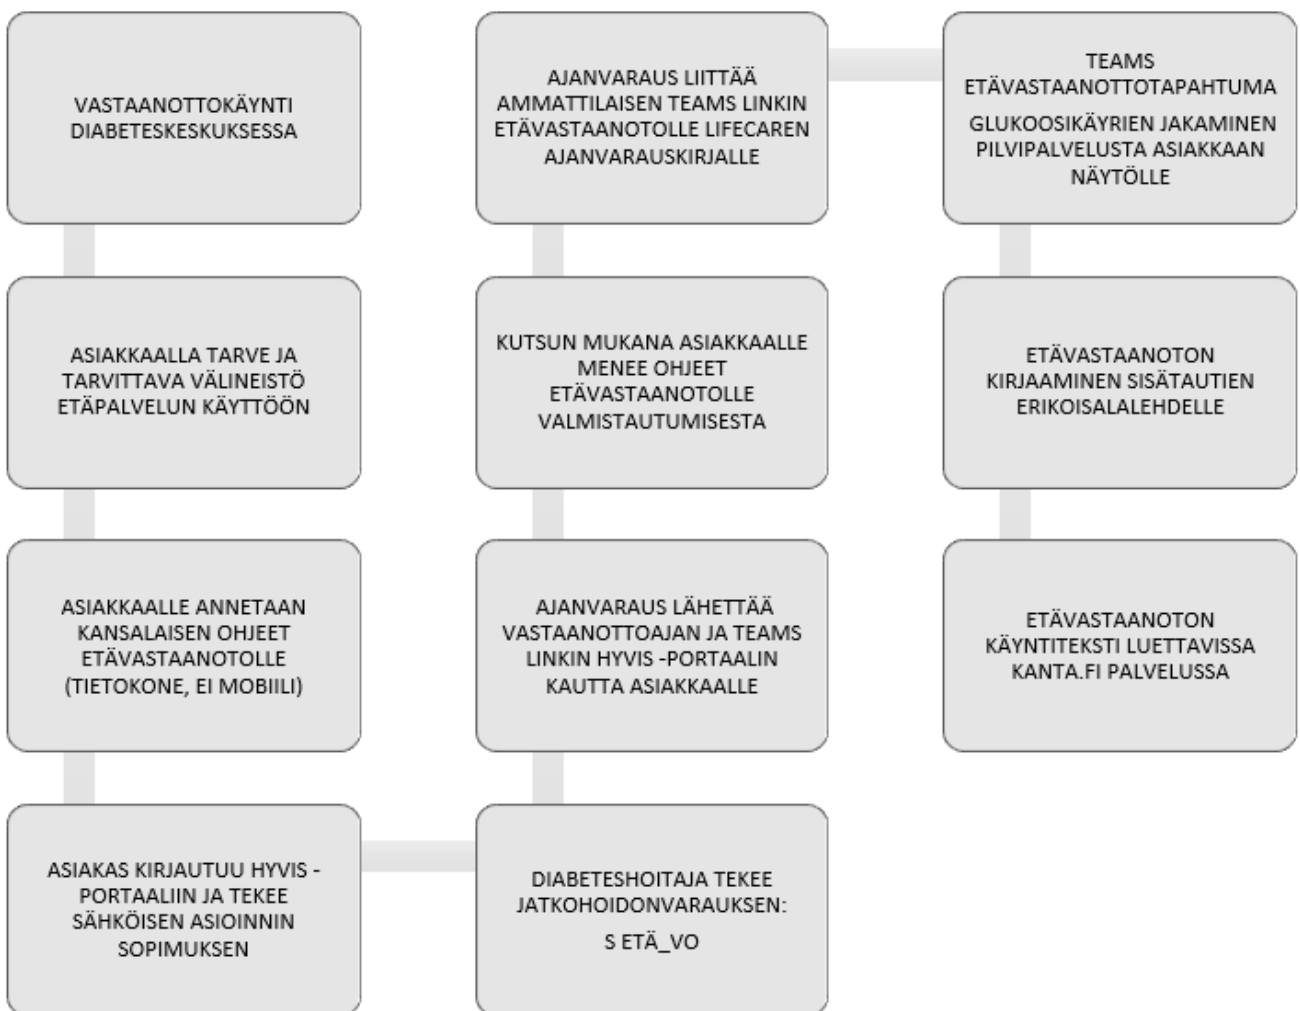 VASTAANOTTOKÄYNTI
DIABETESKESKUKSESSA
ASIAKKAALLA TARVE JA
TARVITTAVA VÄLINEISTÖ
ETÄPALVELUN KÄYTTÖÖN
ASIAKKAALLE ANNETAAN
KANSALAISEN OHJEET
ETÄVASTAANOTOLLE
(TIETOKONE, EI MOBIILI)
ASIAKAS KIRJAUTUU HYVIS -
PORTAALIIN JA TEKEE
SÄHKÖISEN ASIOINNIN
SOPIMUKSEN
DIABETESHOITAJA TEKEE
JATKOHOIDONVARAUKSEN:
S ETÄ_VO
AJANVARAUS LÄHETTÄÄ
VASTAANOTTOAJAN JA TEAMS
LINKIN HYVIS -PORTAALIN
KAUTTA ASIAKKAALLE
KUTSUN MUKANA ASIAKKAALLE
MENEE OHJEET
ETÄVASTAANOTOLLE
VALMISTAUTUMISESTA
AJANVARAUS LIITTÄÄ
AMMATTILAISEN TEAMS LINKIN
ETÄVASTAANOTOLLE LIFECAREN
AJANVARAUSKIRJALLE
TEAMS
ETÄVASTAANOTTOTAPAHTUMA
GLUKOOSIKÄYRIEN JAKAMINEN
PILVIPALVELUSTA ASIAKKAAN
NÄYTÖLLE
ETÄVASTAANOTON
KIRJAAMINEN SISÄTAUTIEN
ERIKOISALALEHDELLE
ETÄVASTAANOTON
KÄYNTITEKSTI LUETTAVISSA
KANTA.FI PALVELUSSA